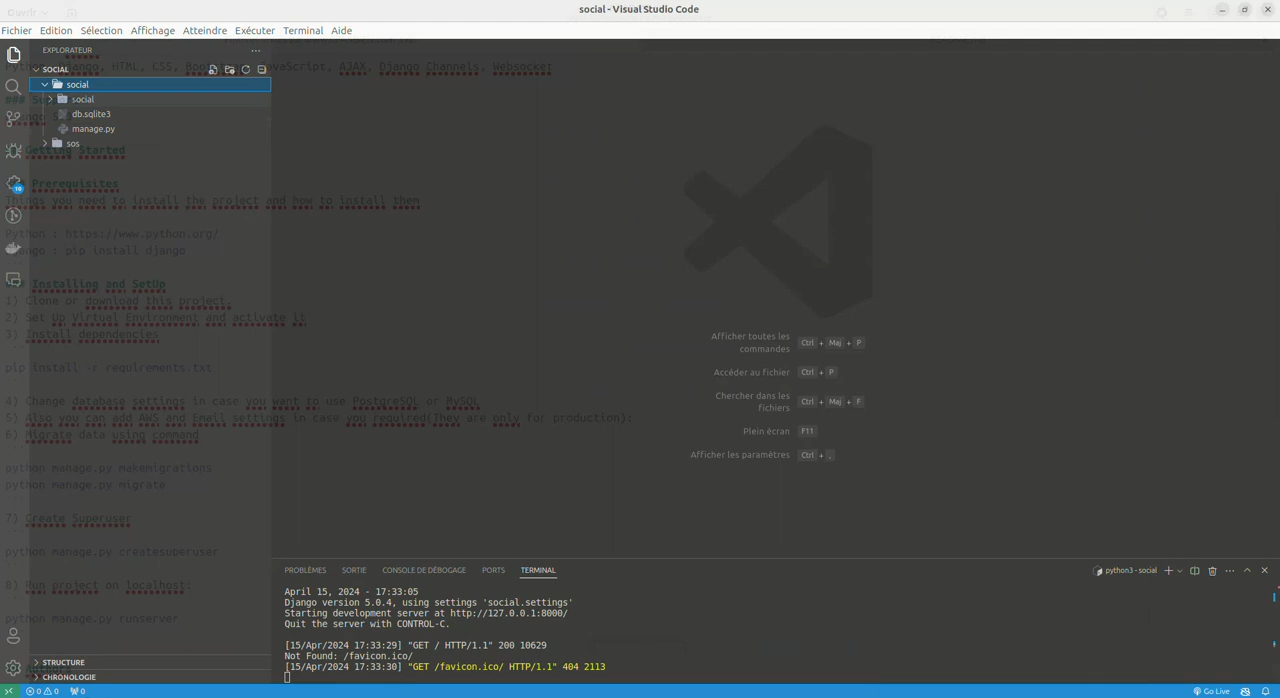 Ouvrir
social - Visual Studio Code
Fichier Edition Sélection Affichage Atteindre Exécuter Terminal Aide
EXPLORATEUR
SOCIAL
Python, Django, HTML, CSS, Bootstrap, JavaScript, AJAX, Django Channels, Websocket
social
social
db.sqlite3
manage.py
sos
Getting Started
Prerequisites
Things you need to install the project and how to install them
Python : https://www.python.org/
Django : pip install django
10
Installing and SetUp
1) Clone or download this project.
2) Set Up Virtual Environment and activate it
3) Install dependencies
pip install -r requirements.txt
4) Change database settings in case you want to use PostgreSQL or MySQL
5) Also you can add AWS and Email settings in case you required(They are only for production):
6) Migrate data using command
python manage.py makemigrations
python manage.py migrate
7) Create Superuser
python manage.py createsuperuser
8) Run project on localhost:
python manage.py runserver
Afficher toutes les commandes Ctrl + Maj + P
Accéder au fichier Ctrl + P
Chercher dans les fichiers Ctrl + Maj + F
Plein écran F11
Afficher les paramètres Ctrl + ,
PROBLÈMES SORTIE CONSOLE DE DÉBOGAGE PORTS TERMINAL
python3 - social
April 15, 2024 - 17:33:05
Django version 5.0.4, using settings 'social.settings'
Starting development server at http://127.0.0.1:8000/
Quit the server with CONTROL-C.
[15/Apr/2024 17:33:29] "GET / HTTP/1.1" 200 10629
Not Found: /favicon.ico/
[15/Apr/2024 17:33:30] "GET /favicon.ico/ HTTP/1.1" 404 2113
STRUCTURE
CHRONOLOGIE
0 0 0 Go Live